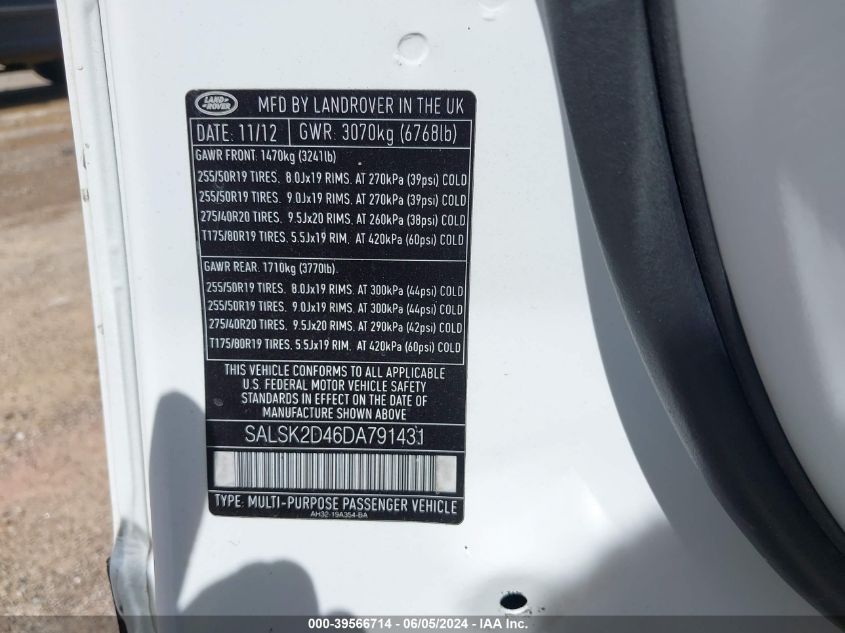 LAND-
ROVER
MFD BY LANDROVER IN THE UK
DATE: 11/12 GWR: 3070kg (6768lb)
GAWR FRONT: 1470kg (3241lb)
255/50R19 TIRES. 8.0Jx19 RIMS. AT 270kPa (39psi) COLD
255/50R19 TIRES. 9.0Jx19 RIMS. AT 270kPa (39psi) COLD
275/40R20 TIRES. 9.5Jx20 RIMS. AT 260kPa (38psi) COLD
T175/80R19 TIRES. 5.5Jx19 RIM. AT 420kPa (60psi) COLD
GAWR REAR: 1710kg (3770lb).
255/50R19 TIRES. 8.0Jx19 RIMS. AT 300kPa (44psi) COLD
255/50R19 TIRES. 9.0Jx19 RIMS. AT 300kPa (44psi) COLD
275/40R20 TIRES. 9.5Jx20 RIMS. AT 290kPa (42psi) COLD
T175/80R19 TIRES. 5.5Jx19 RIM. AT 420kPa (60psi) COLD
THIS VEHICLE CONFORMS TO ALL APPLICABLE
U.S. FEDERAL MOTOR VEHICLE SAFETY
STANDARDS IN EFFECT ON THE DATE OF
MANUFACTURE SHOWN ABOVE
SALSK2D46DA791431
TYPE: MULTI-PURPOSE PASSENGER VEHICLE
AH32-19A354-BA
000-39566714 - 06/05/2024 - IAA Inc.